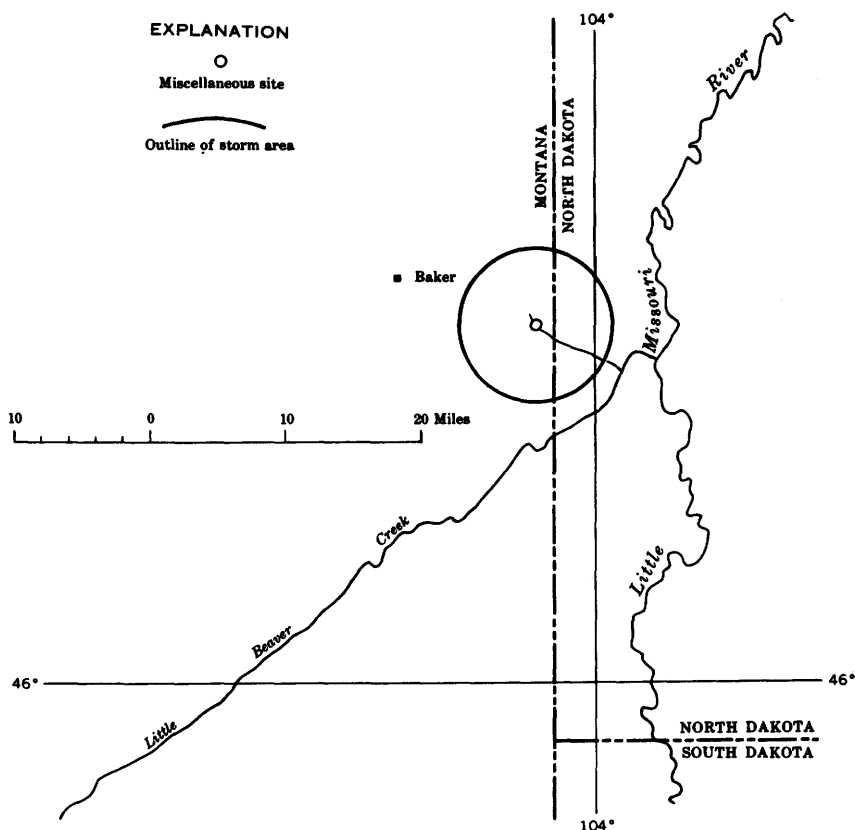 EXPLANATION
Miscellaneous site
Outline of storm area
104°
River
MONTANA
NORTH DAKOTA
Baker
Missouri
10 0 10 20 Miles
Creek
Little
Beaver
46° 46°
Little
NORTH DAKOTA
SOUTH DAKOTA
104°